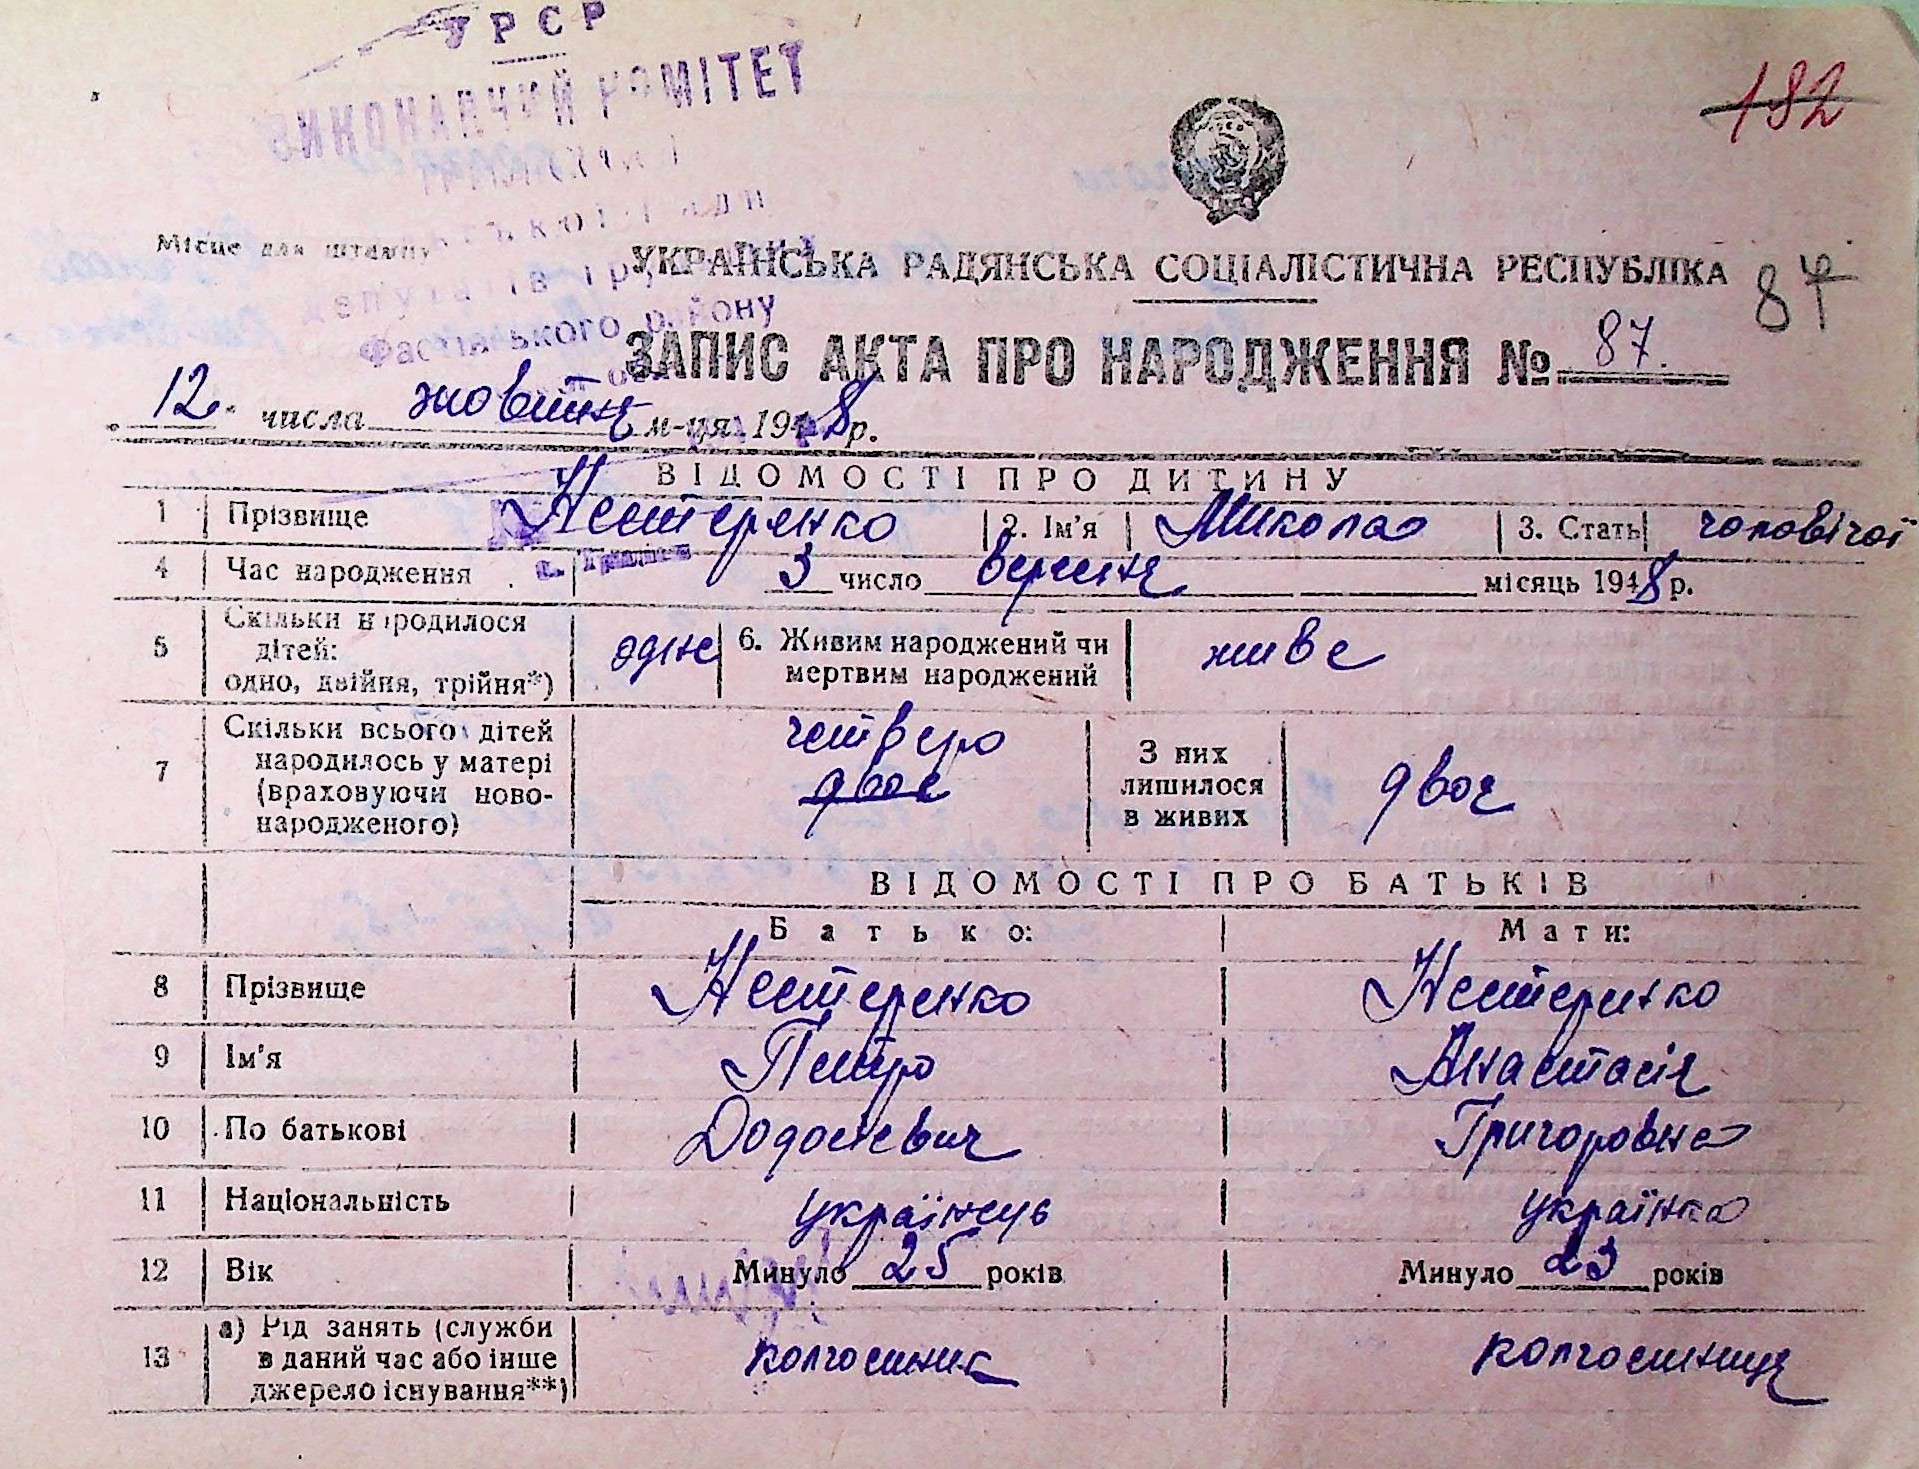 УРСР
ВИКОНАВЧИЙ КОМІТЕТ
182
Місце для штампу
УКРАЇНСЬКА РАДЯНСЬКА СОЦІАЛІСТИЧНА РЕСПУБЛІКА
87
депутатів
Фастівського району
ЗАПИС АКТА ПРО НАРОДЖЕННЯ № 87.
12 числа жовтня м-ця 1948 р.
ВІДОМОСТІ ПРО ДИТИНУ
1 Прізвище Нестеренко 2. Ім'я Микола 3. Стать чоловічої
4 Час народження 3 число вересня місяць 1948 р.
5 Скільки народилося дітей: одно, двійня, трійня*) одне 6. Живим народжений чи мертвим народжений живе
7 Скільки всього дітей народилось у матері (враховуючи новонародженого) четверо двоє З них лишилося в живих двоя
ВІДОМОСТІ ПРО БАТЬКІВ
Батько: Мати:
8 Прізвище Нестеренко Нестеренко
9 Ім'я Петро Анастасія
10 По батькові Додосієвич Григоровна
11 Національність українець українка
12 Вік Минуло 25 років Минуло 23 років
13 а) Рід занять (служби в даний час або інше джерело існування**) колгоспник колгоспниця